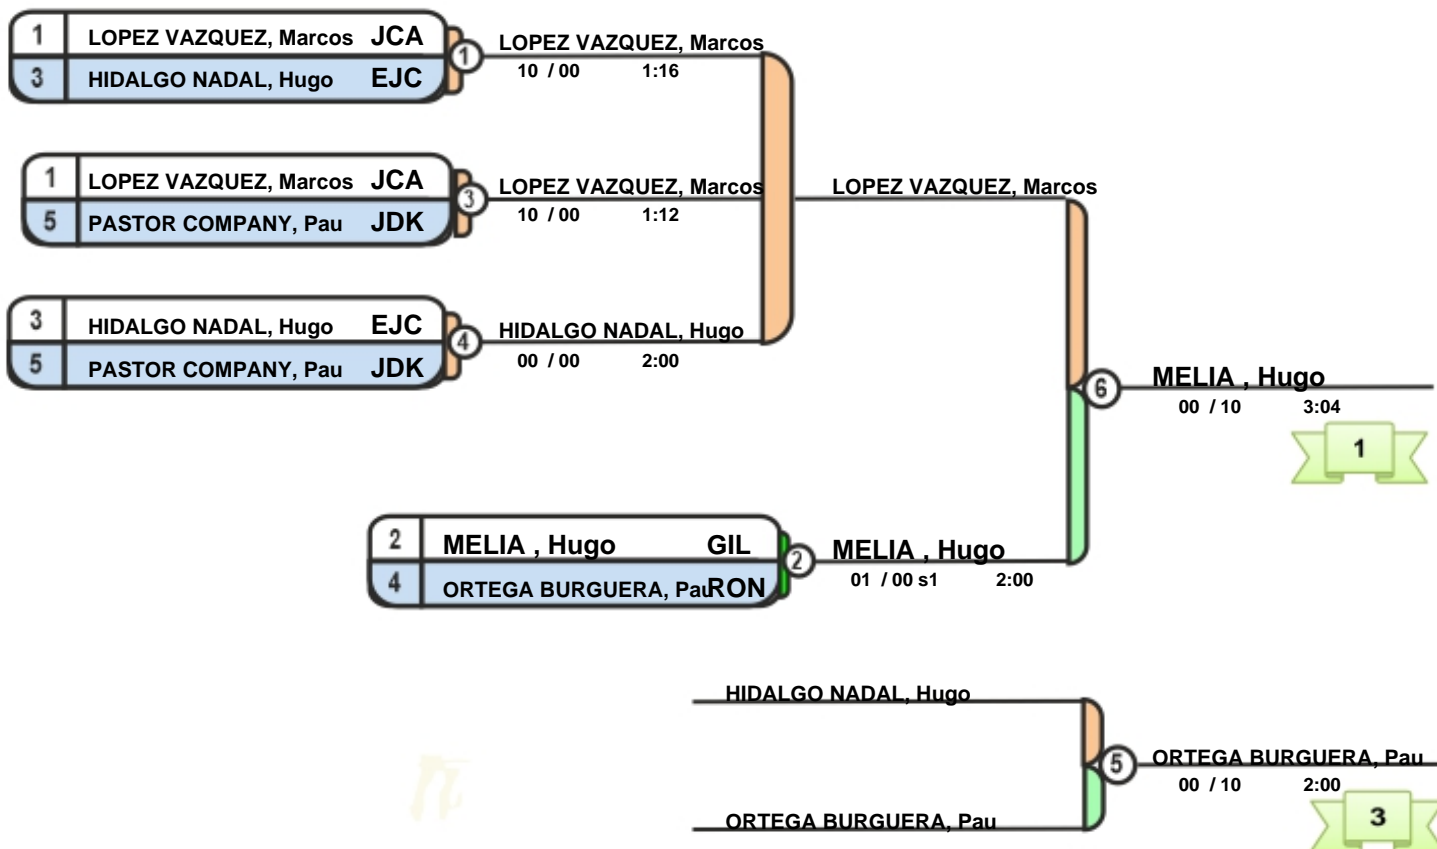 1 LOPEZ VAZQUEZ, Marcos JCA
3 HIDALGO NADAL, Hugo EJC
1 LOPEZ VAZQUEZ, Marcos
10 / 00 1:16
1 LOPEZ VAZQUEZ, Marcos JCA
5 PASTOR COMPANY, Pau JDK
3 LOPEZ VAZQUEZ, Marcos
10 / 00 1:12
LOPEZ VAZQUEZ, Marcos
3 HIDALGO NADAL, Hugo EJC
5 PASTOR COMPANY, Pau JDK
4 HIDALGO NADAL, Hugo
00 / 00 2:00
6 MELIA , Hugo
00 / 10 3:04
1
2 MELIA , Hugo GIL
4 ORTEGA BURGUERA, Pau RON
2 MELIA , Hugo
01 / 00 s1 2:00
HIDALGO NADAL, Hugo
5 ORTEGA BURGUERA, Pau
00 / 10 2:00
3
ORTEGA BURGUERA, Pau